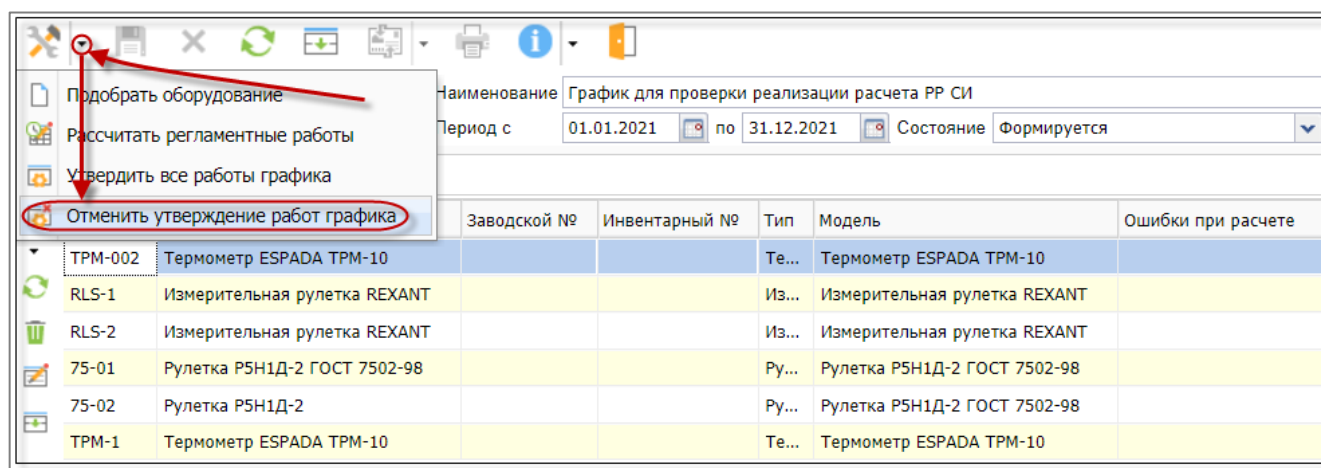 Подобрать оборудование
Рассчитать регламентные работы
Утвердить все работы графика
Отменить утверждение работ графика
Наименование График для проверки реализации расчета РР СИ
Период с 01.01.2021 по 31.12.2021 Состояние Формируется
Заводской № Инвентарный № Тип Модель Ошибки при расчете
TPM-002 Термометр ESPADA TPM-10 Те... Термометр ESPADA TPM-10
RLS-1 Измерительная рулетка REXANT Из... Измерительная рулетка REXANT
RLS-2 Измерительная рулетка REXANT Из... Измерительная рулетка REXANT
75-01 Рулетка Р5Н1Д-2 ГОСТ 7502-98 Ру... Рулетка Р5Н1Д-2 ГОСТ 7502-98
75-02 Рулетка Р5Н1Д-2 Ру... Рулетка Р5Н1Д-2 ГОСТ 7502-98
TPM-1 Термометр ESPADA TPM-10 Те... Термометр ESPADA TPM-10